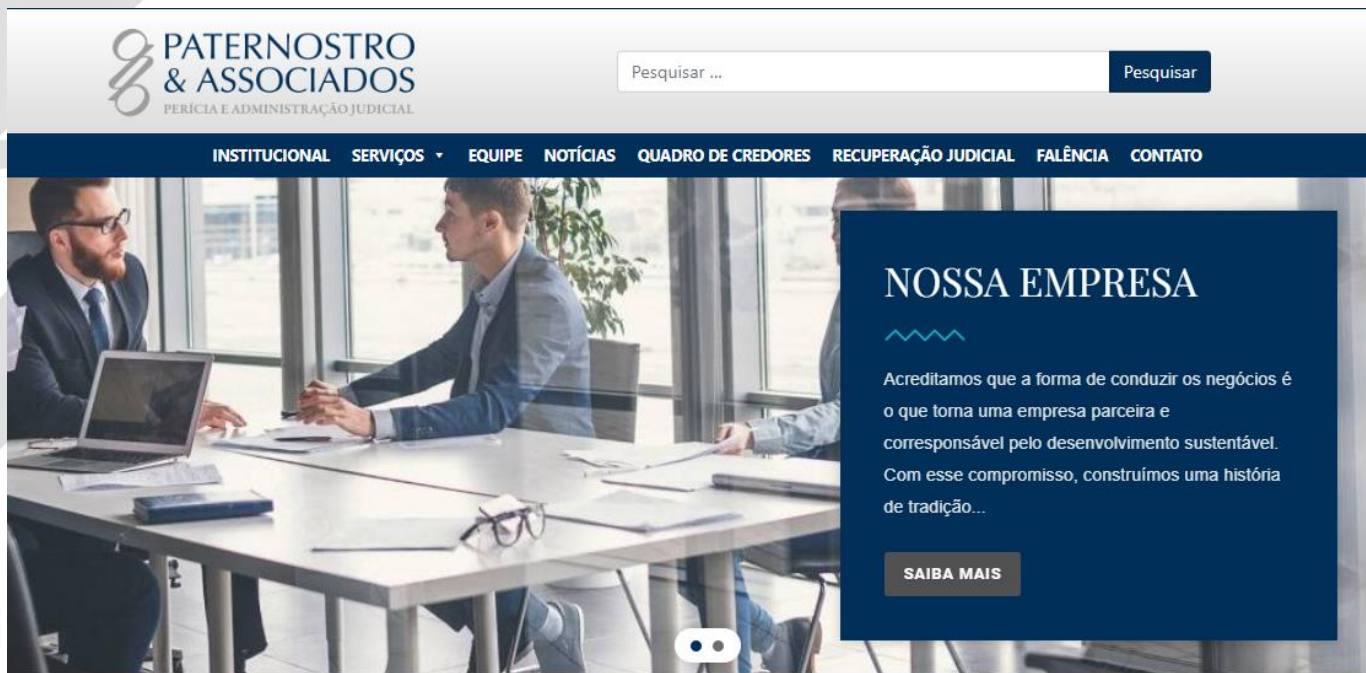 PATERNOSTRO
& ASSOCIADOS
PERÍCIA E ADMINISTRAÇÃO JUDICIAL
Pesquisar ...
Pesquisar
INSTITUCIONAL SERVIÇOS EQUIPE NOTÍCIAS QUADRO DE CREDORES RECUPERAÇÃO JUDICIAL FALÊNCIA CONTATO
NOSSA EMPRESA
Acreditamos que a forma de conduzir os negócios é
o que torna uma empresa parceira e
corresponsável pelo desenvolvimento sustentável.
Com esse compromisso, construímos uma história
de tradição...
SAIBA MAIS